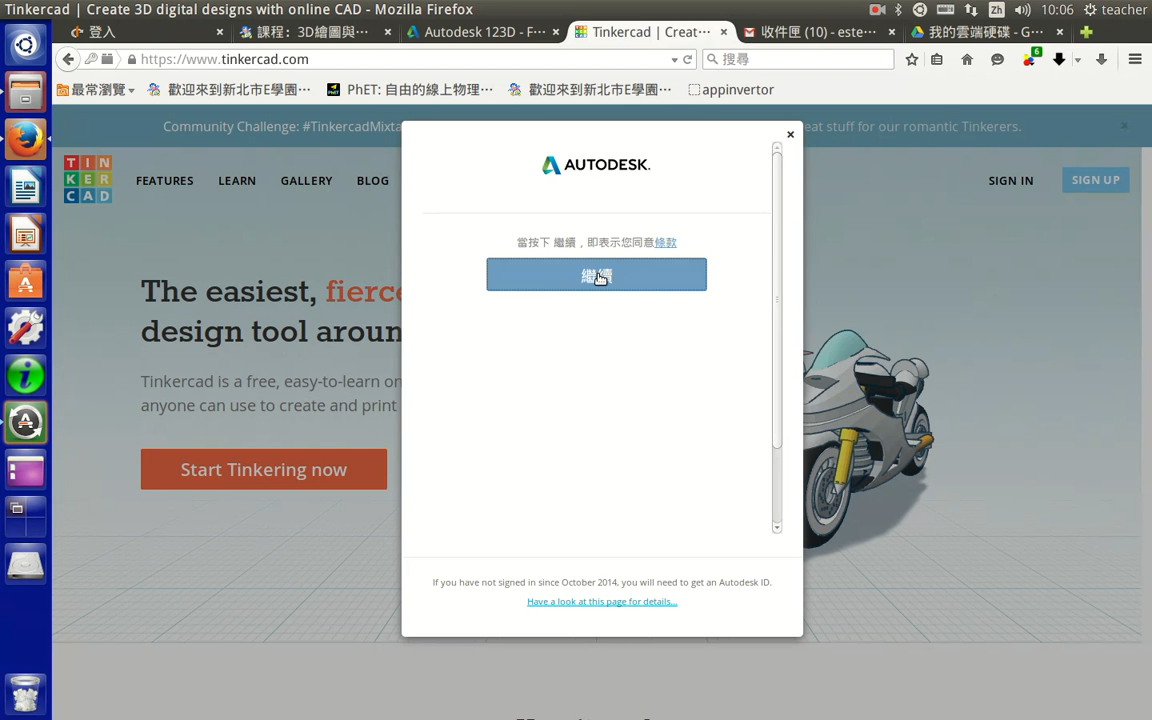 Tinkercad | Create 3D digital designs with online CAD - Mozilla Firefox
Zh
10:06
teacher
登入
課程：3D繪圖與⋯
Autodesk 123D - F⋯
Tinkercad | Creat⋯
收件匣 (10) - este⋯
我的雲端硬碟 - G⋯
https://www.tinkercad.com
搜尋
6
最常瀏覽
歡迎來到新北市E學園⋯
PhET: 自由的線上物理⋯
歡迎來到新北市E學園⋯
appinvertor
Community Challenge: #TinkercadMixta
eat stuff for our romantic Tinkerers.
TIN
KER
CAD
FEATURES
LEARN
GALLERY
BLOG
SIGN IN
SIGN UP
AUTODESK.
當按下 繼續，即表示您同意條款
繼續
The easiest, fierce
design tool aroun
Tinkercad is a free, easy-to-learn on
anyone can use to create and print
Start Tinkering now
If you have not signed in since October 2014, you will need to get an Autodesk ID.
Have a look at this page for details...